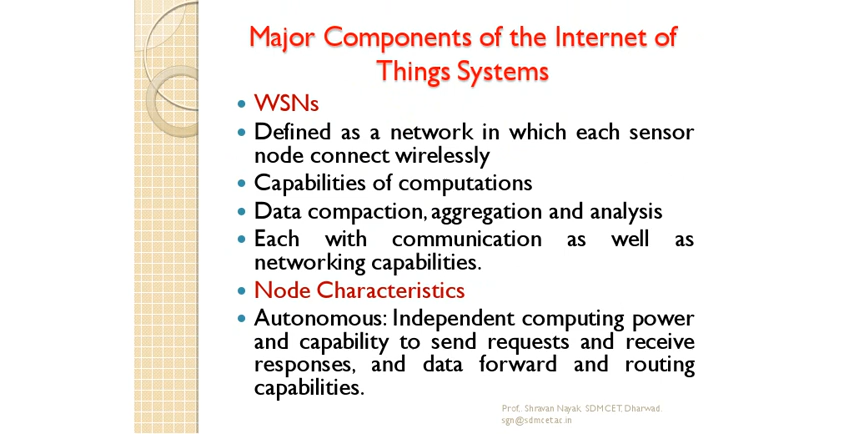 Major Components of the Internet of
Things Systems
• WSNs
• Defined as a network in which each sensor
node connect wirelessly
• Capabilities of computations
• Data compaction, aggregation and analysis
• Each with communication as well as
networking capabilities.
• Node Characteristics
• Autonomous: Independent computing power
and capability to send requests and receive
responses, and data forward and routing
capabilities.
Prof. Shravan Nayak, SDMCET, Dharwad
sgn@sdmcet.ac.in